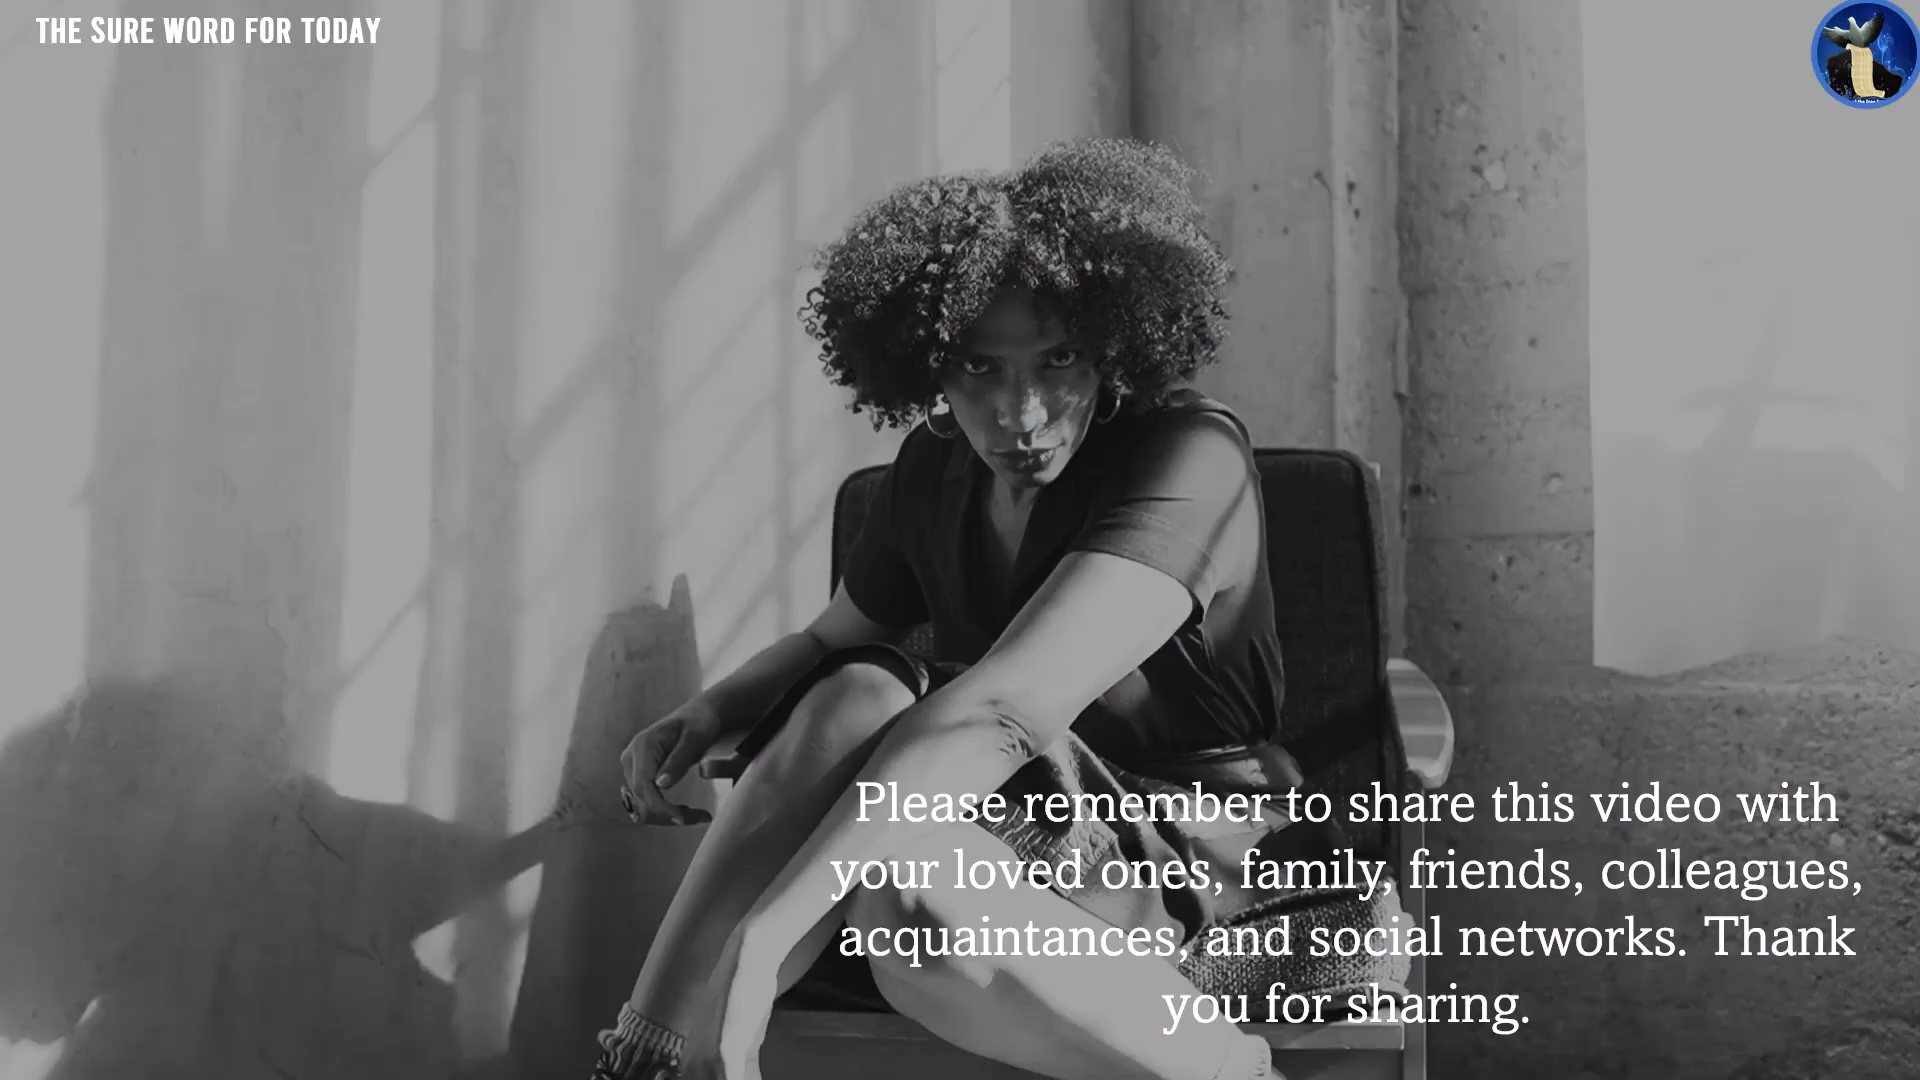 THE SURE WORD FOR TODAY
Please remember to share this video with
your loved ones, family, friends, colleagues,
acquaintances, and social networks. Thank
you for sharing.